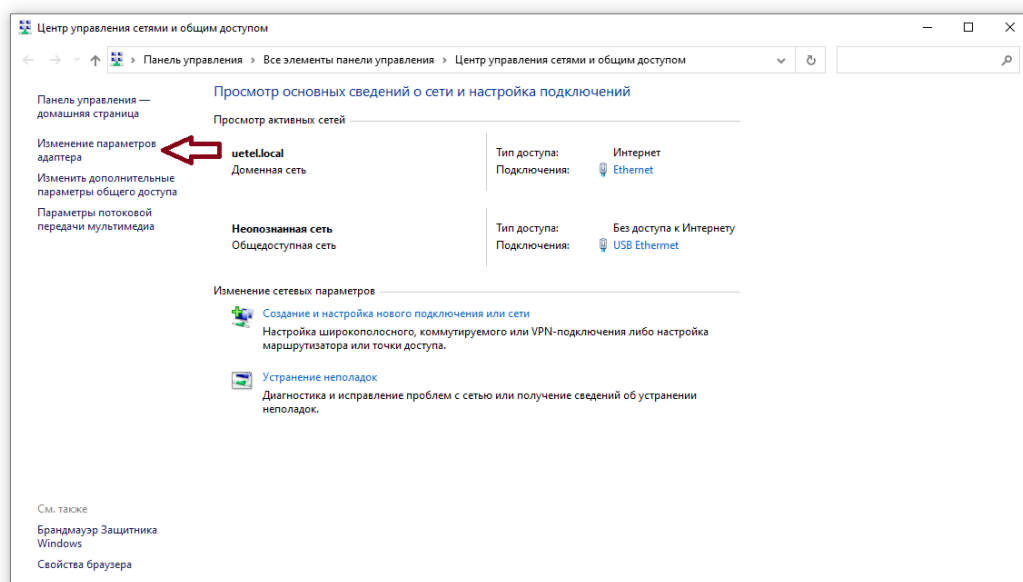 Центр управления сетями и общим доступом
Панель управления › Все элементы панели управления › Центр управления сетями и общим доступом
Панель управления —
домашняя страница
Изменение параметров
адаптера
Изменить дополнительные
параметры общего доступа
Параметры потоковой
передачи мультимедиа
Просмотр основных сведений о сети и настройка подключений
Просмотр активных сетей
uetel.local
Доменная сеть
Тип доступа: Интернет
Подключения: Ethernet
Неопознанная сеть
Общедоступная сеть
Тип доступа: Без доступа к Интернету
Подключения: USB Ethermet
Изменение сетевых параметров
Создание и настройка нового подключения или сети
Настройка широкополосного, коммутируемого или VPN-подключения либо настройка
маршрутизатора или точки доступа.
Устранение неполадок
Диагностика и исправление проблем с сетью или получение сведений об устранении
неполадок.
См. также
Брандмауэр Защитника
Windows
Свойства браузера